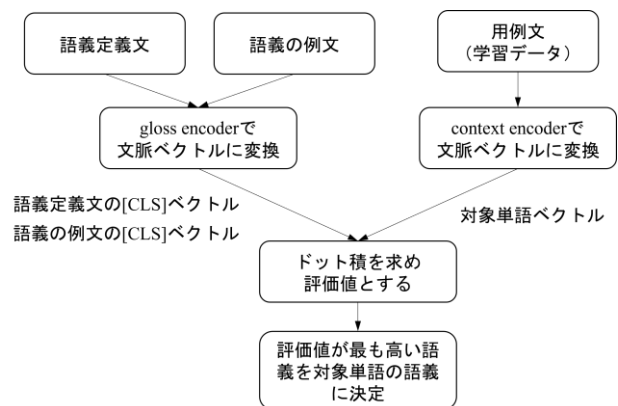 語義定義文
語義の例文
用例文
(学習データ)
gloss encoderで
文脈ベクトルに変換
context encoderで
文脈ベクトルに変換
語義定義文の[CLS]ベクトル
語義の例文の[CLS]ベクトル
対象単語ベクトル
ドット積を求め
評価値とする
評価値が最も高い語
義を対象単語の語義
に決定